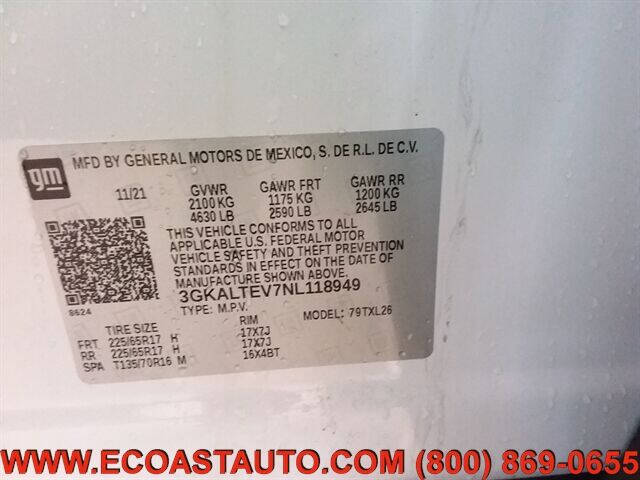 gm
MFD BY GENERAL MOTORS DE MEXICO, S. DE R.L. DE C.V.
11/21 GVWR GAWR FRT GAWR RR
2100 KG 1175 KG 1200 KG
4630 LB 2590 LB 2645 LB
THIS VEHICLE CONFORMS TO ALL
APPLICABLE U.S. FEDERAL MOTOR
VEHICLE SAFETY AND THEFT PREVENTION
STANDARDS IN EFFECT ON THE DATE OF
MANUFACTURE SHOWN ABOVE.
8624 3GKALTEV7NL118949
TYPE: M.P.V. MODEL: 79TXL26
TIRE SIZE RIM
FRT 225/65R17 H 17X7J
RR 225/65R17 H 17X7J
SPA T135/70R16 M 16X4BT
WWW.ECOASTAUTO.COM (800) 869-0655